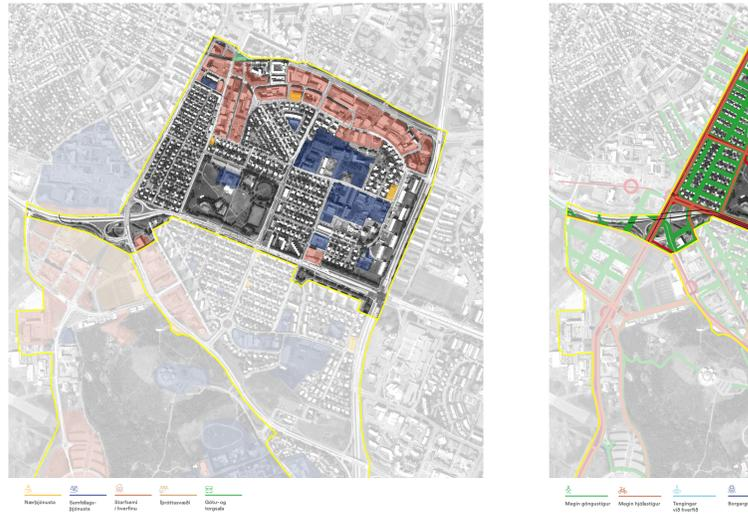 Nærþjónusta
Samfélags-
þjónusta
Starfsemi
í hverfinu
Íþróttasvæði
Götu- og
torgsala
Megin göngustígur
Megin hjólastígur
Tengingar
við hverfið